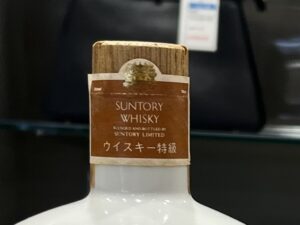 SUNTORY
WHISKY
BLENDED AND BOTTLED BY
SUNTORY LIMITED
ウイスキー特級